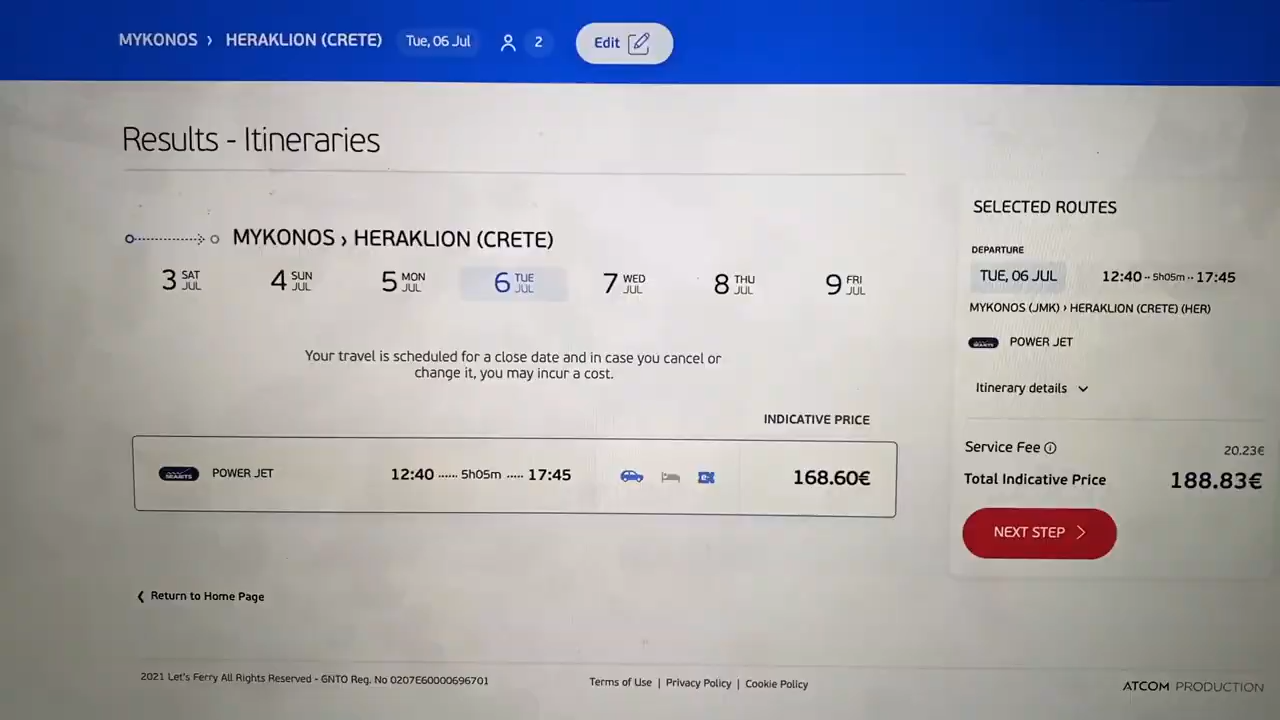 MYKONOS › HERAKLION (CRETE) Tue, 06 Jul 2 Edit
Results - Itineraries
MYKONOS › HERAKLION (CRETE)
3 SAT JUL 4 SUN JUL 5 MON JUL 6 TUE JUL 7 WED JUL 8 THU JUL 9 FRI JUL
Your travel is scheduled for a close date and in case you cancel or
change it, you may incur a cost.
INDICATIVE PRICE
SEAJETS POWER JET 12:40 ...... 5h05m ..... 17:45 168.60€
‹ Return to Home Page
SELECTED ROUTES
DEPARTURE
TUE, 06 JUL 12:40 -- 5h05m -- 17:45
MYKONOS (JMK) › HERAKLION (CRETE) (HER)
SEAJETS POWER JET
Itinerary details
Service Fee 20.23€
Total Indicative Price 188.83€
NEXT STEP
2021 Let's Ferry All Rights Reserved - GNTO Reg. No 0207E60000696701
Terms of Use | Privacy Policy | Cookie Policy
ATCOM PRODUCTION